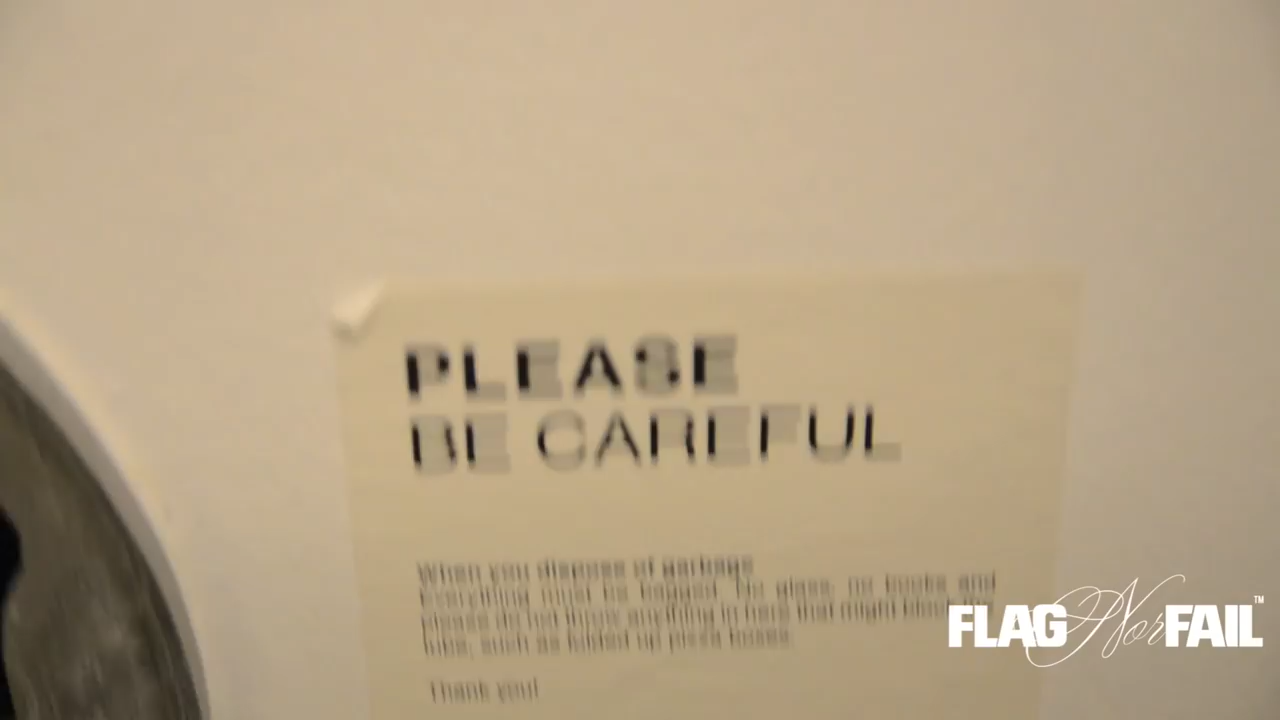 PLEASE
BE CAREFUL
When you dispose of garbage
everything must be bagged. No glass, no books and
please do not throw anything in here that might block the
tube, such as folded up pizza boxes.
Thank you!
FLAG Nor FAIL™